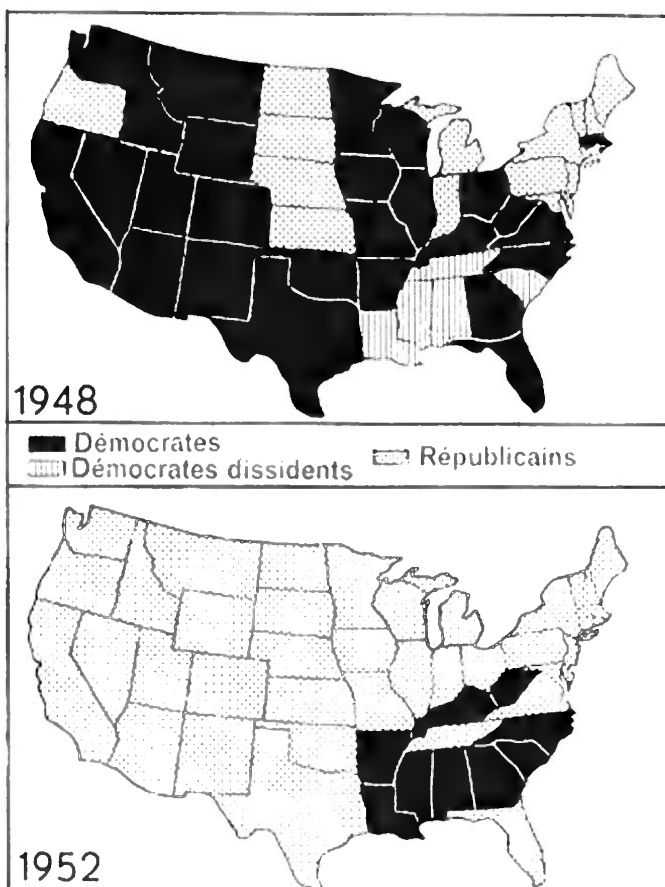 1948
Démocrates
Démocrates dissidents
Républicains
1952